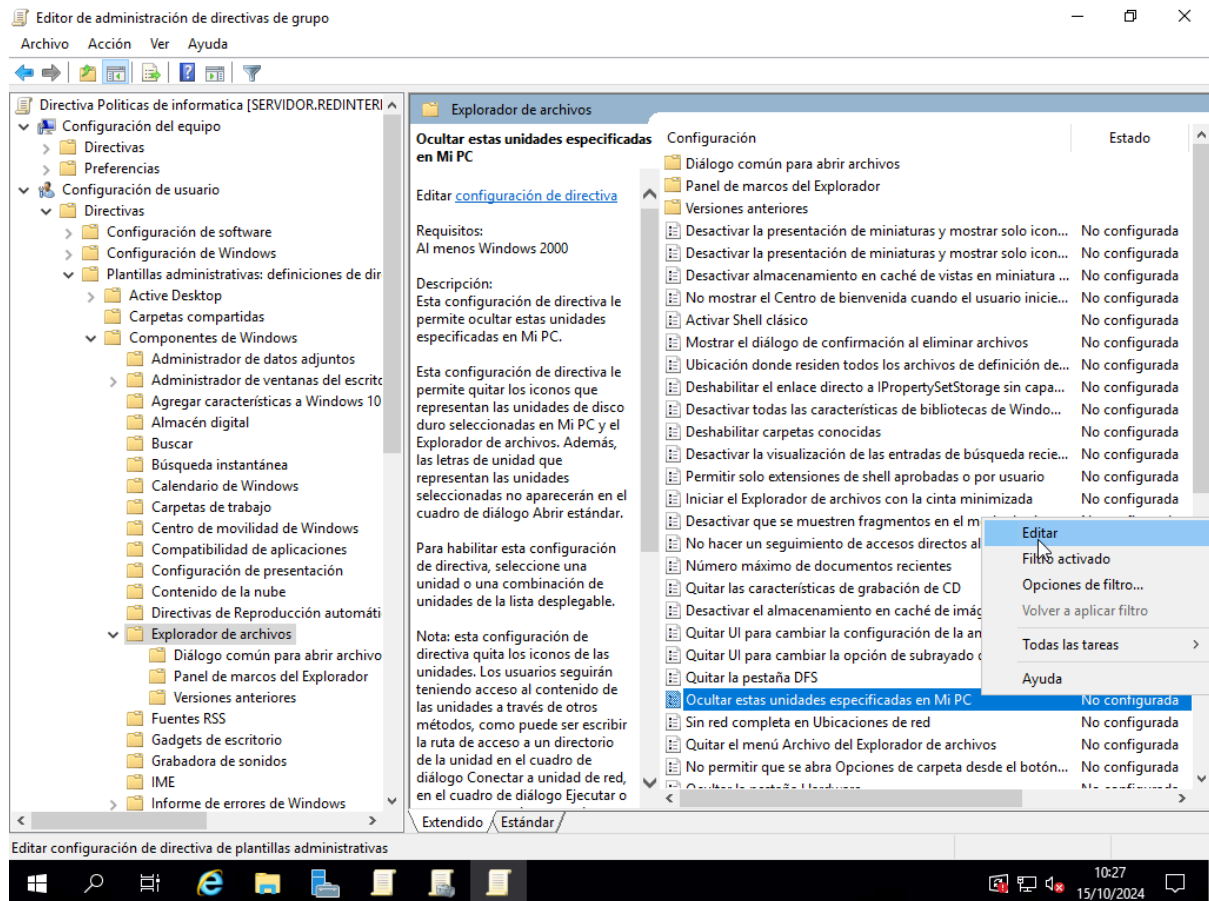 Editor de administración de directivas de grupo
Archivo Acción Ver Ayuda
Directiva Politicas de informatica [SERVIDOR.REDINTERI
Configuración del equipo
Directivas
Preferencias
Configuración de usuario
Directivas
Configuración de software
Configuración de Windows
Plantillas administrativas: definiciones de dir
Active Desktop
Carpetas compartidas
Componentes de Windows
Administrador de datos adjuntos
Administrador de ventanas del escrito
Agregar características a Windows 10
Almacén digital
Buscar
Búsqueda instantánea
Calendario de Windows
Carpetas de trabajo
Centro de movilidad de Windows
Compatibilidad de aplicaciones
Configuración de presentación
Contenido de la nube
Directivas de Reproducción automáti
Explorador de archivos
Diálogo común para abrir archivo
Panel de marcos del Explorador
Versiones anteriores
Fuentes RSS
Gadgets de escritorio
Grabadora de sonidos
IME
Informe de errores de Windows
Explorador de archivos
Ocultar estas unidades especificadas
en Mi PC
Editar configuración de directiva
Requisitos:
Al menos Windows 2000
Descripción:
Esta configuración de directiva le
permite ocultar estas unidades
especificadas en Mi PC.
Esta configuración de directiva le
permite quitar los iconos que
representan las unidades de disco
duro seleccionadas en Mi PC y el
Explorador de archivos. Además,
las letras de unidad que
representan las unidades
seleccionadas no aparecerán en el
cuadro de diálogo Abrir estándar.
Para habilitar esta configuración
de directiva, seleccione una
unidad o una combinación de
unidades de la lista desplegable.
Nota: esta configuración de
directiva quita los iconos de las
unidades. Los usuarios seguirán
teniendo acceso al contenido de
las unidades a través de otros
métodos, como puede ser escribir
la ruta de acceso a un directorio
de la unidad en el cuadro de
diálogo Conectar a unidad de red,
en el cuadro de diálogo Ejecutar o
Configuración Estado
Diálogo común para abrir archivos
Panel de marcos del Explorador
Versiones anteriores
Desactivar la presentación de miniaturas y mostrar solo icon... No configurada
Desactivar la presentación de miniaturas y mostrar solo icon... No configurada
Desactivar almacenamiento en caché de vistas en miniatura ... No configurada
No mostrar el Centro de bienvenida cuando el usuario inicie... No configurada
Activar Shell clásico No configurada
Mostrar el diálogo de confirmación al eliminar archivos No configurada
Ubicación donde residen todos los archivos de definición de... No configurada
Deshabilitar el enlace directo a IPropertySetStorage sin capa... No configurada
Desactivar todas las características de bibliotecas de Windo... No configurada
Deshabilitar carpetas conocidas No configurada
Desactivar la visualización de las entradas de búsqueda recie... No configurada
Permitir solo extensiones de shell aprobadas o por usuario No configurada
Iniciar el Explorador de archivos con la cinta minimizada No configurada
Desactivar que se muestren fragmentos en el m
No hacer un seguimiento de accesos directos al
Número máximo de documentos recientes
Quitar las características de grabación de CD
Desactivar el almacenamiento en caché de imág
Quitar UI para cambiar la configuración de la an
Quitar UI para cambiar la opción de subrayado
Quitar la pestaña DFS
Ocultar estas unidades especificadas en Mi PC No configurada
Sin red completa en Ubicaciones de red No configurada
Quitar el menú Archivo del Explorador de archivos No configurada
No permitir que se abra Opciones de carpeta desde el botón... No configurada
Ocultar la pestaña Hardware No configurada
Editar
Filtro activado
Opciones de filtro...
Volver a aplicar filtro
Todas las tareas
Ayuda
Extendido Estándar
Editar configuración de directiva de plantillas administrativas
10:27
15/10/2024